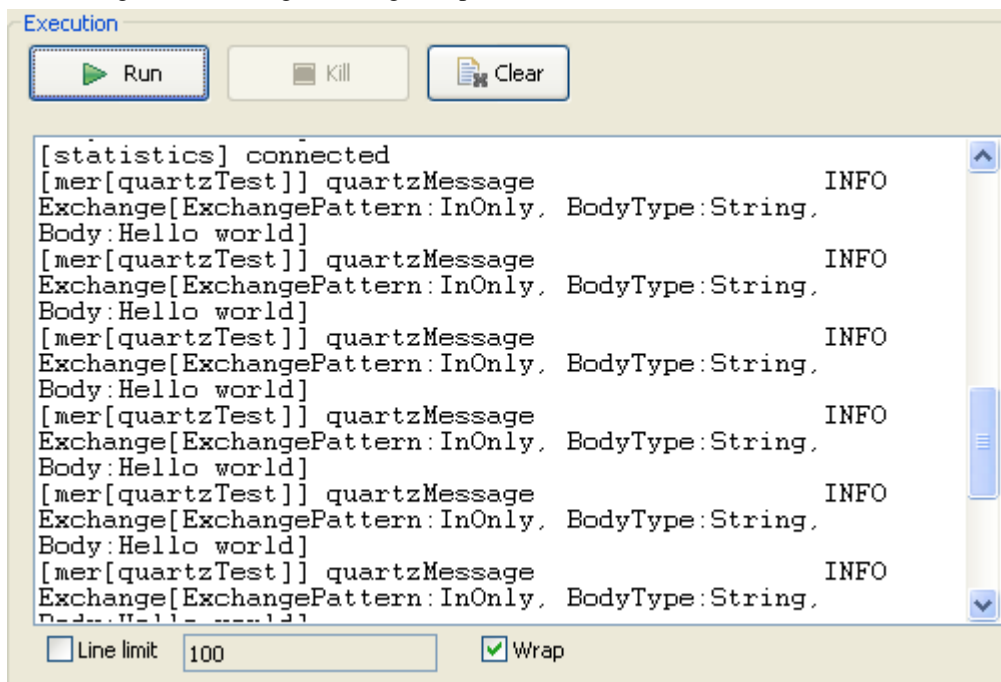 Execution
Run Kill Clear
[statistics] connected
[mer[quartzTest]] quartzMessage INFO
Exchange[ExchangePattern:InOnly, BodyType:String,
Body:Hello world]
[mer[quartzTest]] quartzMessage INFO
Exchange[ExchangePattern:InOnly, BodyType:String,
Body:Hello world]
[mer[quartzTest]] quartzMessage INFO
Exchange[ExchangePattern:InOnly, BodyType:String,
Body:Hello world]
[mer[quartzTest]] quartzMessage INFO
Exchange[ExchangePattern:InOnly, BodyType:String,
Body:Hello world]
[mer[quartzTest]] quartzMessage INFO
Exchange[ExchangePattern:InOnly, BodyType:String,
Body:Hello world]
[mer[quartzTest]] quartzMessage INFO
Exchange[ExchangePattern:InOnly, BodyType:String,
Body:Hello world]
Line limit 100 Wrap